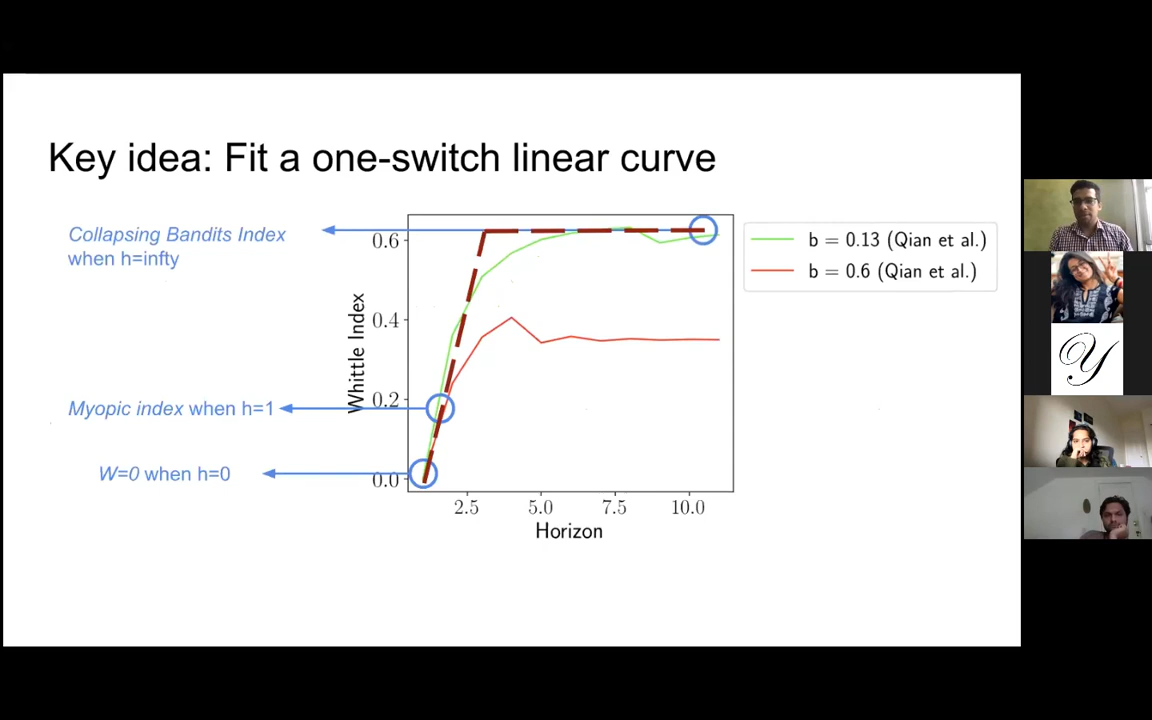 Key idea: Fit a one-switch linear curve
Collapsing Bandits Index
when h=infty
Myopic index when h=1
W=0 when h=0
Whittle Index
0.6
0.4
0.2
0.0
2.5 5.0 7.5 10.0
Horizon
b = 0.13 (Qian et al.)
b = 0.6 (Qian et al.)
Y